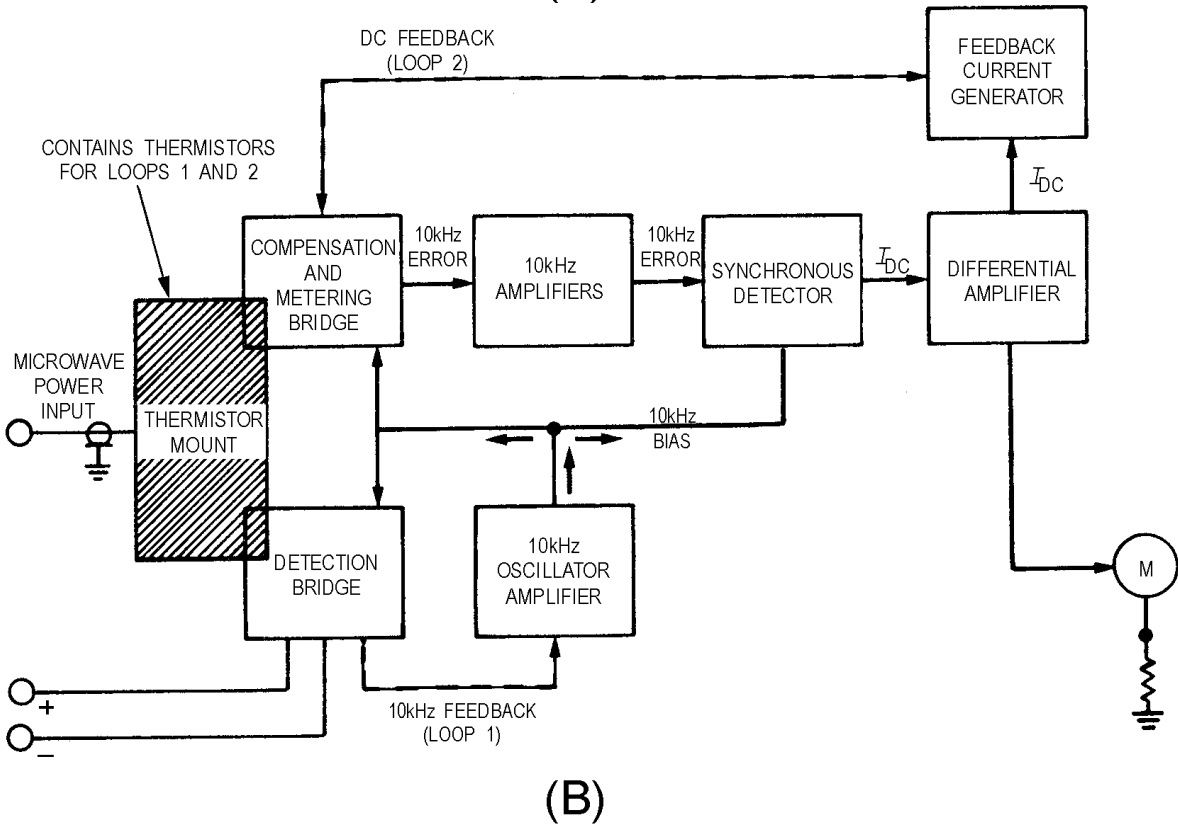 DC FEEDBACK
(LOOP 2)
FEEDBACK
CURRENT
GENERATOR
CONTAINS THERMISTORS
FOR LOOPS 1 AND 2
I DC
COMPENSATION
AND
METERING
BRIDGE
10kHz
ERROR
10kHz
AMPLIFIERS
10kHz
ERROR
SYNCHRONOUS
DETECTOR
I DC
DIFFERENTIAL
AMPLIFIER
MICROWAVE
POWER
INPUT
THERMISTOR
MOUNT
10kHz
BIAS
DETECTION
BRIDGE
10kHz
OSCILLATOR
AMPLIFIER
M
+
–
10kHz FEEDBACK
(LOOP 1)
(B)